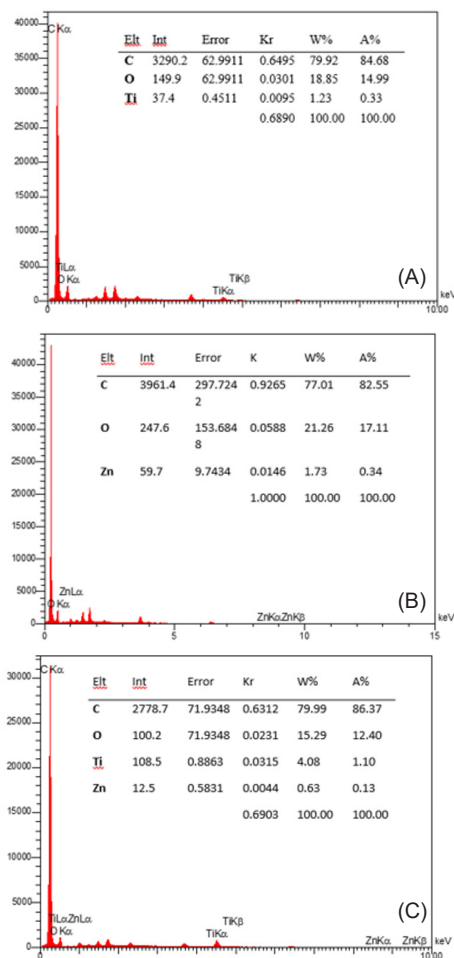 40000
C Kα
35000
30000
25000
20000
15000
10000
5000
0
Elt Int Error Kr W% A%
C 3290.2 62.9911 0.6495 79.92 84.68
O 149.9 62.9911 0.0301 18.85 14.99
Ti 37.4 0.4511 0.0095 1.23 0.33
0.6890 100.00 100.00
TiLα
O Kα
TiKβ
TiKα
(A)
0
10.00
keV
40000
35000
30000
25000
20000
15000
10000
5000
0
Elt Int Error K W% A%
C 3961.4 297.724 0.9265 77.01 82.55
2
O 247.6 153.684 0.0588 21.26 17.11
8
Zn 59.7 9.7434 0.0146 1.73 0.34
1.0000 100.00 100.00
ZnLα
O Kα
ZnKαZnKβ
(B)
0
5
10
15
keV
C Kα
30000
25000
20000
15000
10000
5000
0
Elt Int Error Kr W% A%
C 2778.7 71.9348 0.6312 79.99 86.37
O 100.2 71.9348 0.0231 15.29 12.40
Ti 108.5 0.8863 0.0315 4.08 1.10
Zn 12.5 0.5831 0.0044 0.63 0.13
0.6903 100.00 100.00
TiLαZnLα
O Kα
TiKβ
TiKα
ZnKα ZnKβ
(C)
0
10.00
keV